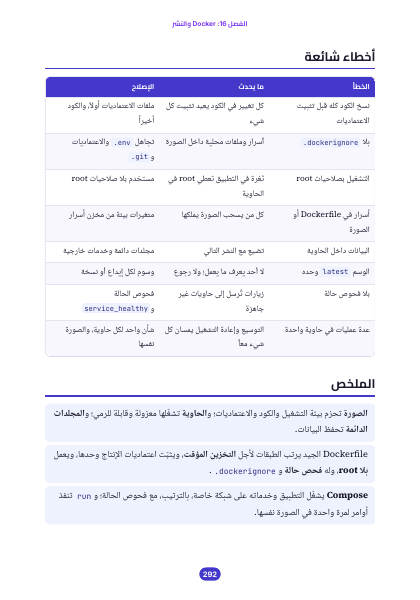 الفصل 16: Docker والنشر
أخطاء شائعة
الخطأ ما يحدث الإصلاح
نسخ الكود كله قبل تثبيت الاعتماديات كل تغيير في الكود يعيد تثبيت كل شيء ملفات الاعتماديات أولاً، والكود أخيراً
بلا .dockerignore أسرار وملفات محلية داخل الصورة تجاهل .env والاعتماديات و.git
التشغيل بصلاحيات root ثغرة في التطبيق تعطي root في الحاوية مستخدم بلا صلاحيات root
أسرار في Dockerfile أو الصورة كل من يسحب الصورة يملكها متغيرات بيئة من مخزن أسرار
البيانات داخل الحاوية تضيع مع النشر التالي مجلدات دائمة وخدمات خارجية
الوسم latest وحده لا أحد يعرف ما يعمل؛ ولا رجوع وسوم لكل إيداع أو نسخة
بلا فحوص حالة زيارات تُرسل إلى حاويات غير جاهزة فحوص الحالة وservice_healthy
عدة عمليات في حاوية واحدة التوسيع وإعادة التشغيل يمسان كل شيء معاً شأن واحد لكل حاوية، والصورة نفسها
الملخص
الصورة تحزم بيئة التشغيل والكود والاعتماديات؛ والحاوية تشغّلها معزولة وقابلة للرمي؛ والمجلدات
الدائمة تحفظ البيانات.
Dockerfile الجيد يرتب الطبقات لأجل التخزين المؤقت، ويثبّت اعتماديات الإنتاج وحدها، ويعمل
بلا root، وله فحص حالة و .dockerignore .
Compose يشغّل التطبيق وخدماته على شبكة خاصة، بالترتيب، مع فحوص الحالة؛ و run تنفذ
أوامر لمرة واحدة في الصورة نفسها.
292